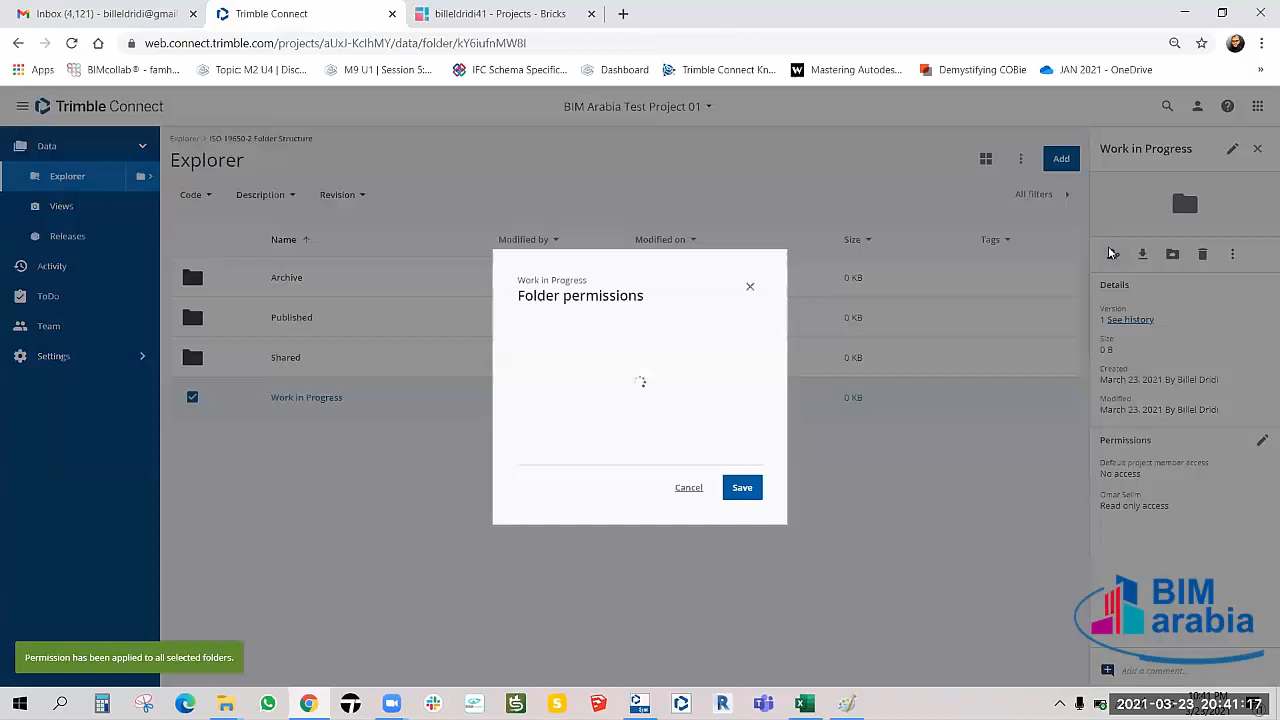 Inbox (4,121) - billeldridi@gmail
Trimble Connect
billeldridi41 - Projects - Bricks
web.connect.trimble.com/projects/aUxJ-KcIhMY/data/folder/kY6iufnMW8I
Apps
BIMcollab® - famh...
Topic: M2 U4 | Disc...
M9 U1 | Session 5:...
IFC Schema Specific...
Dashboard
Trimble Connect Kn...
Mastering Autodes...
Demystifying COBie
JAN 2021 - OneDrive
Trimble Connect
BIM Arabia Test Project 01
Data
Explorer
Views
Releases
Activity
ToDo
Team
Settings
Explorer > ISO 19650-2 Folder Structure
Explorer
Add
Code
Description
Revision
All filters
Name
Modified by
Modified on
Size
Tags
Archive
0 KB
Published
0 KB
Shared
0 KB
Work in Progress
0 KB
Work in Progress
Folder permissions
Cancel
Save
Work in Progress
Details
Version
1 See history
Size
0 B
Created
March 23, 2021 By Billel Dridi
Modified
March 23, 2021 By Billel Dridi
Permissions
Default project member access
No access
Omar Selim
Read only access
BIM
arabia
Add a comment...
Permission has been applied to all selected folders.
10:41 PM
2021-03-23 20:41:17